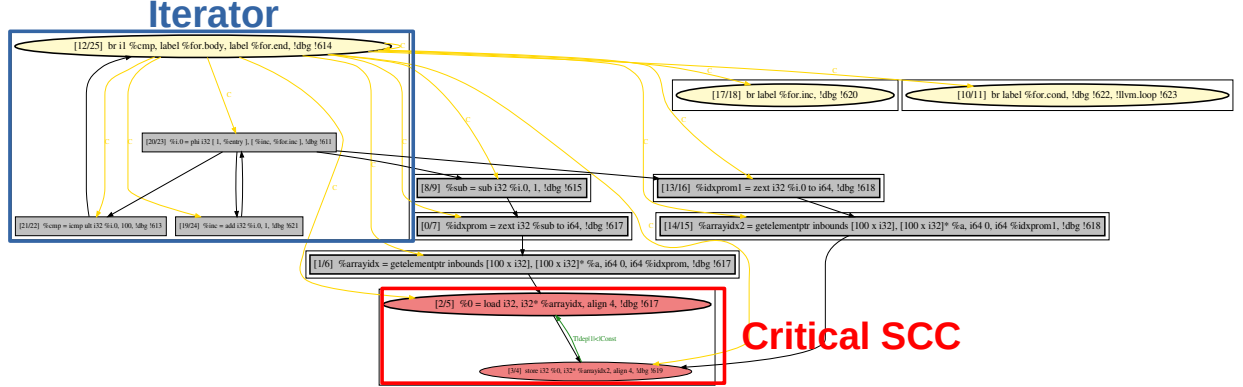 Iterator
[12/25] br i1 %cmp, label %for.body, label %for.end, !dbg !614
C
C
[17/18] br label %for.inc, !dbg !620
[10/11] br label %for.cond, !dbg !622, !llvm.loop !623
C
C
C
C
C
C
C
[20/23] %i.0 = phi i32 [ 1, %entry ], [ %inc, %for.inc ], !dbg !611
C
C
[8/9] %sub = sub i32 %i.0, 1, !dbg !615
[13/16] %idxprom1 = zext i32 %i.0 to i64, !dbg !618
[21/22] %cmp = icmp ult i32 %i.0, 100, !dbg !613
[19/24] %inc = add i32 %i.0, 1, !dbg !621
[0/7] %idxprom = zext i32 %sub to i64, !dbg !617
[14/15] %arrayidx2 = getelementptr inbounds [100 x i32], [100 x i32]* %a, i64 0, i64 %idxprom1, !dbg !618
[1/6] %arrayidx = getelementptr inbounds [100 x i32], [100 x i32]* %a, i64 0, i64 %idxprom, !dbg !617
[2/5] %0 = load i32, i32* %arrayidx, align 4, !dbg !617
Critical SCC
[3/4] store i32 %0, i32* %arrayidx2, align 4, !dbg !619